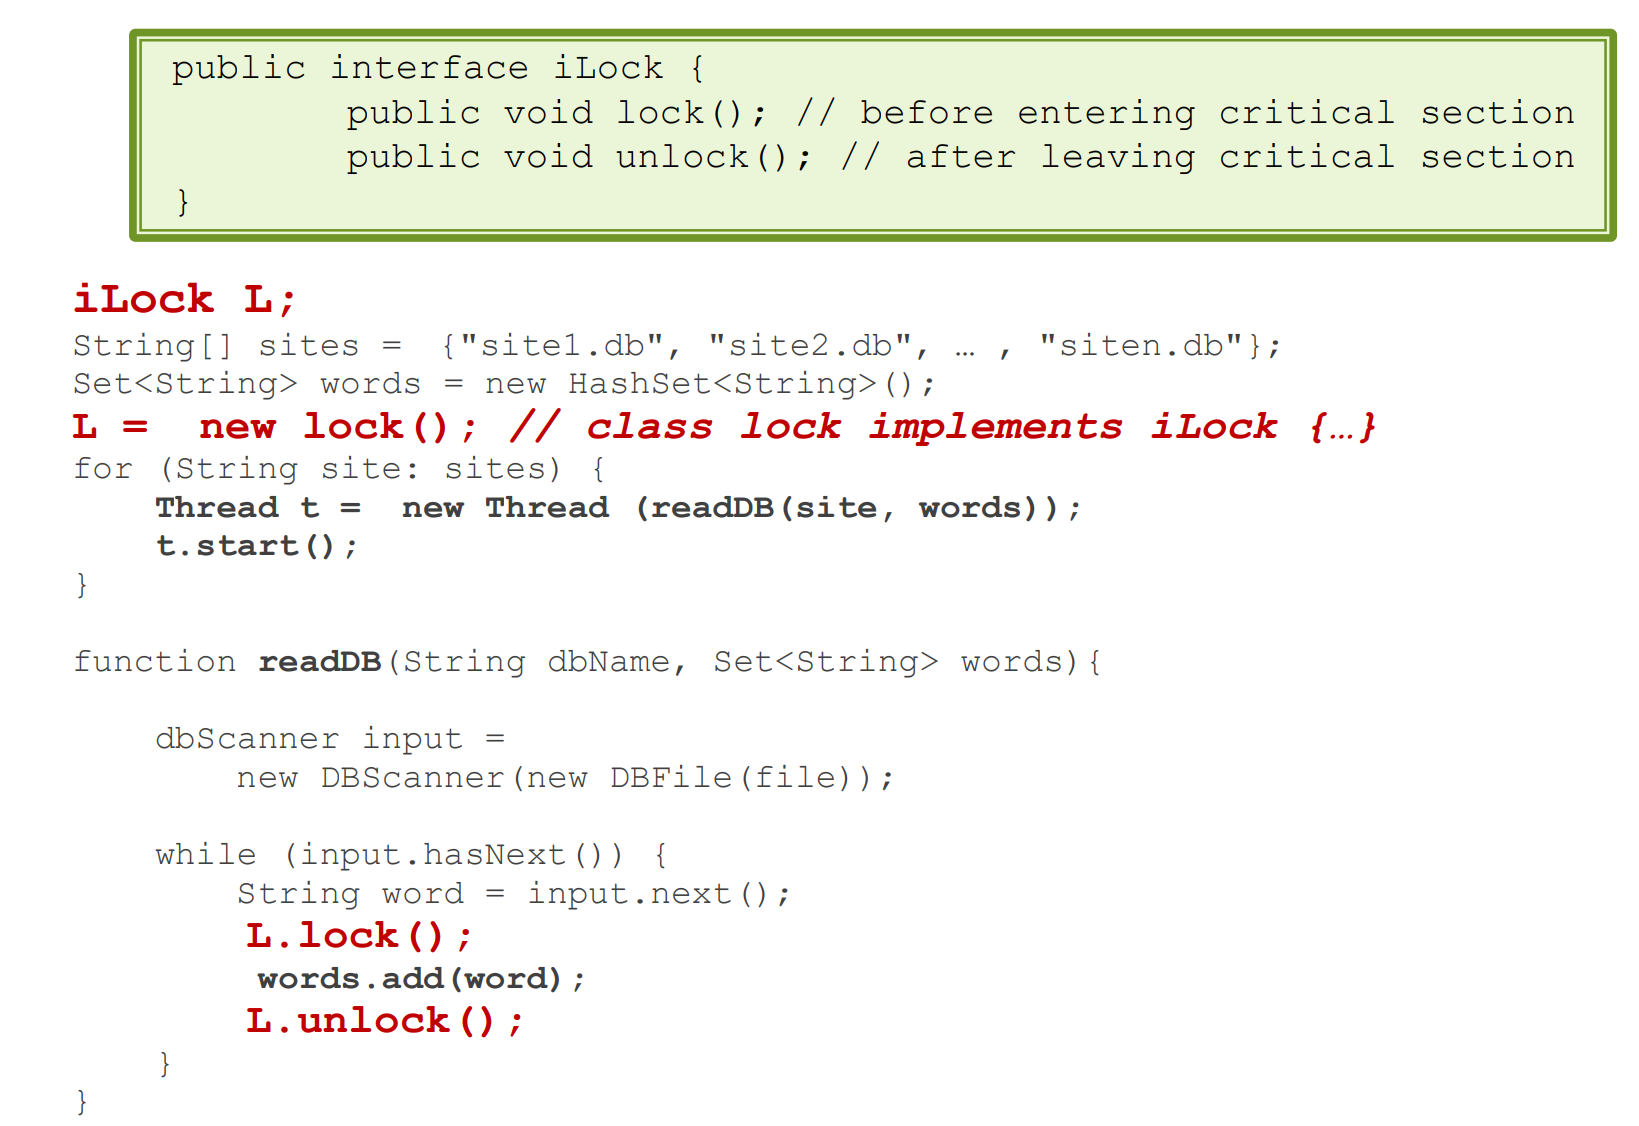 public interface iLock {
public void lock(); // before entering critical section
public void unlock(); // after leaving critical section
}
iLock L;
String[] sites = {"site1.db", "site2.db", … , "siten.db"};
Set<String> words = new HashSet<String>();
L = new lock(); // class lock implements iLock {…}
for (String site: sites) {
Thread t = new Thread (readDB(site, words));
t.start();
}
function readDB(String dbName, Set<String> words){
dbScanner input =
new DBScanner(new DBFile(file));
while (input.hasNext()) {
String word = input.next();
L.lock();
words.add(word);
L.unlock();
}
}